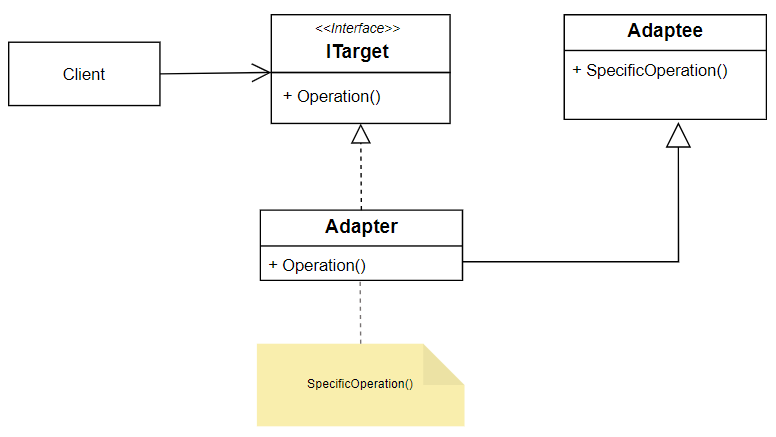 Client
<<Interface>>
ITarget
+ Operation()
Adaptee
+ SpecificOperation()
Adapter
+ Operation()
SpecificOperation()